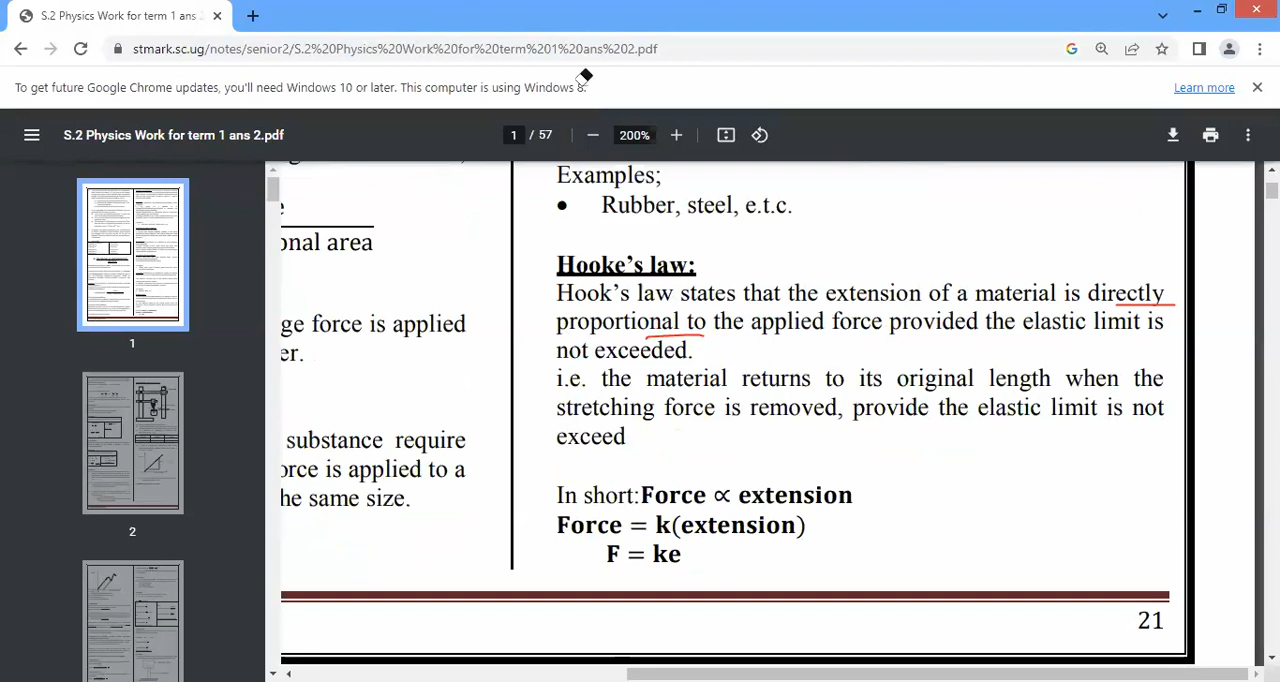 S.2 Physics Work for term 1 ans 2
stmark.sc.ug/notes/senior2/S.2%20Physics%20Work%20for%20term%201%20ans%202.pdf
To get future Google Chrome updates, you'll need Windows 10 or later. This computer is using Windows 8.
Learn more
S.2 Physics Work for term 1 ans 2.pdf
1 / 57
200%
1
2
onal area
ge force is applied
er.
substance require
orce is applied to a
he same size.
Examples;
• Rubber, steel, e.t.c.
Hooke's law:
Hook's law states that the extension of a material is directly
proportional to the applied force provided the elastic limit is
not exceeded.
i.e. the material returns to its original length when the
stretching force is removed, provide the elastic limit is not
exceed
In short:Force ∝ extension
Force = k(extension)
F = ke
21